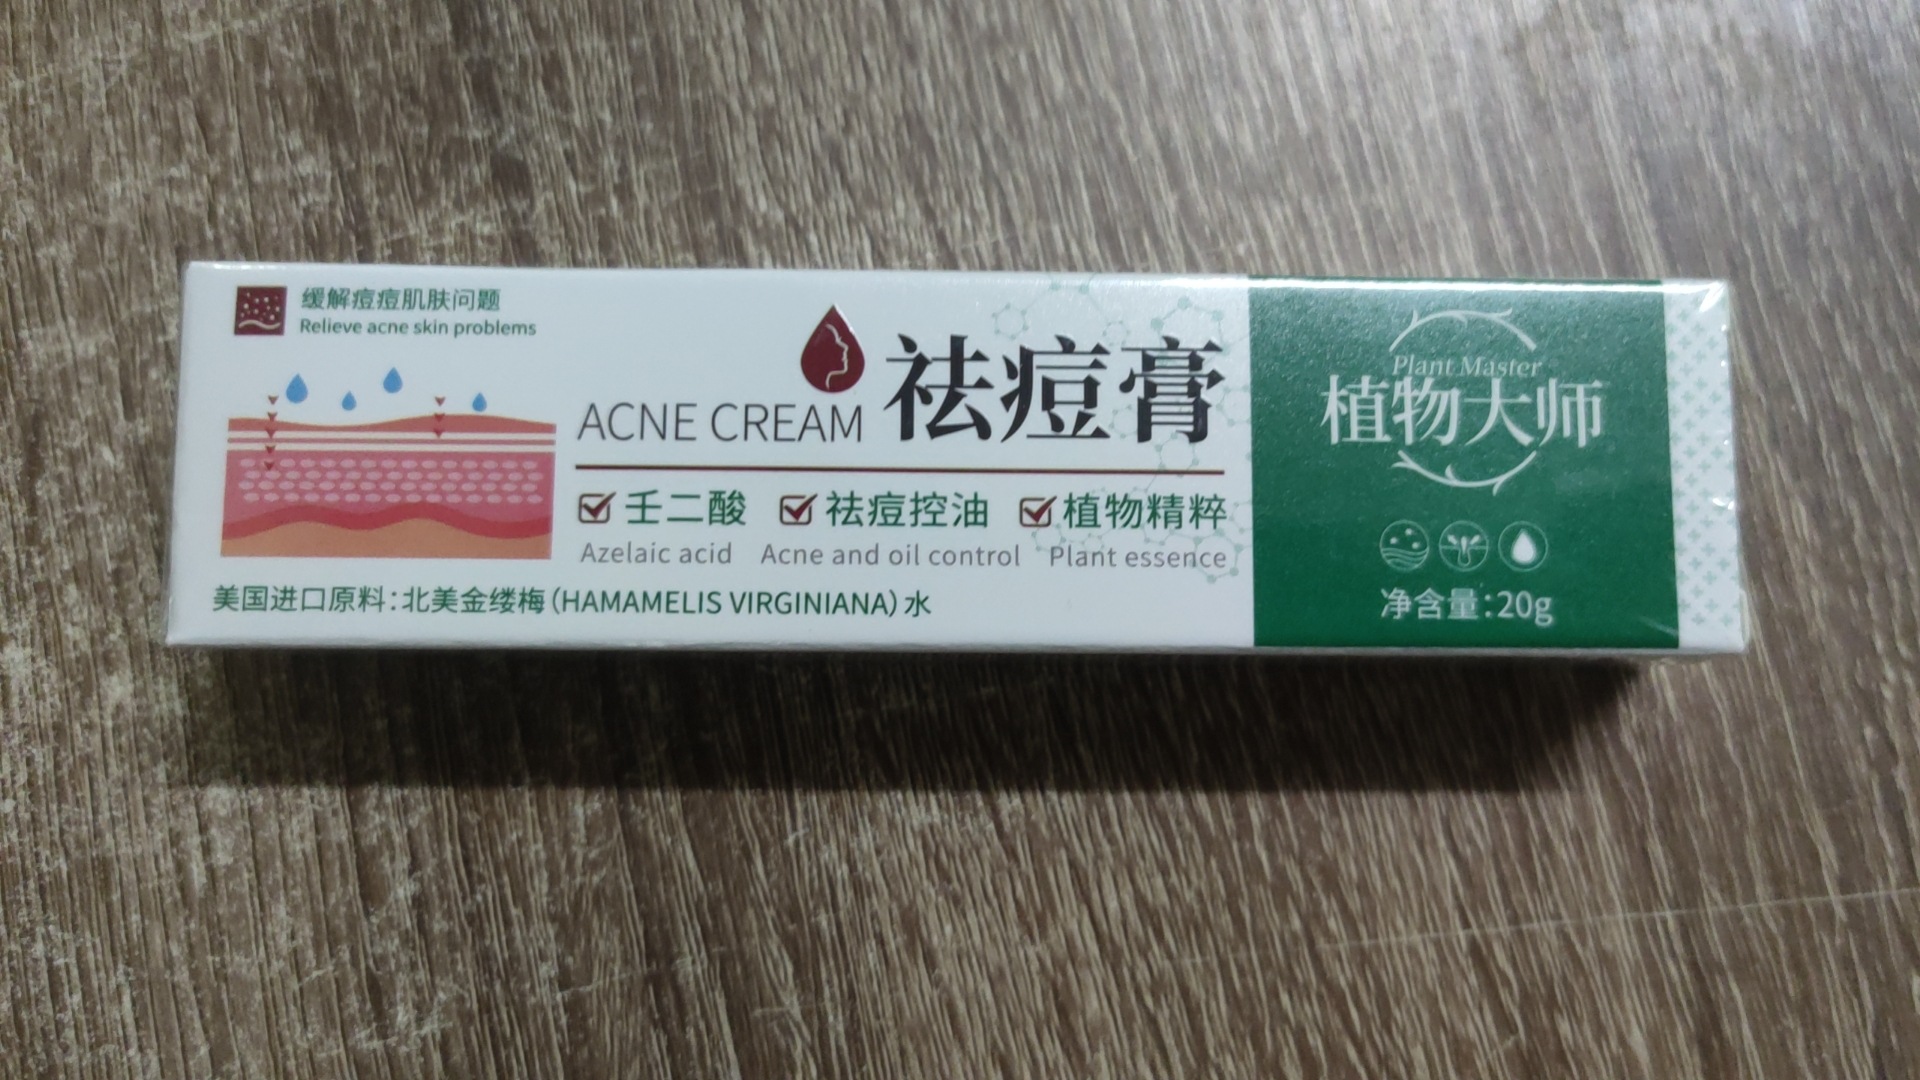 缓解痘痘肌肤问题
Relieve acne skin problems
ACNE CREAM 祛痘膏
壬二酸 祛痘控油 植物精粹
Azelaic acid Acne and oil control Plant essence
美国进口原料:北美金缕梅(HAMAMELIS VIRGINIANA)水
Plant Master
植物大师
净含量:20g